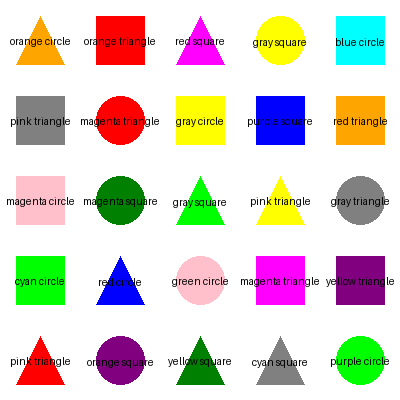 orange circle orange triangle red square gray square blue circle
pink triangle magenta triangle gray circle purple square red triangle
magenta circle magenta square gray square pink triangle gray triangle
cyan circle red circle green circle magenta triangle yellow triangle
pink triangle orange square yellow square cyan square purple circle